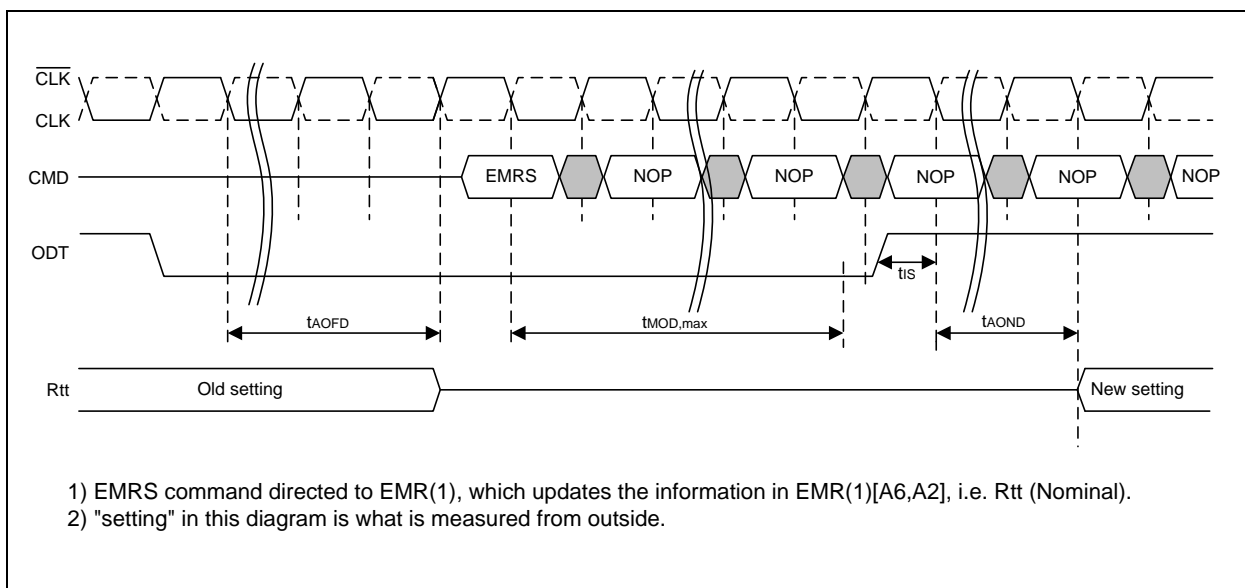 CLK
CLK
CMD
EMRS
NOP
NOP
NOP
NOP
NOP
ODT
tIS
tAOFD
tMOD,max
tAOND
Rtt
Old setting
New setting
1) EMRS command directed to EMR(1), which updates the information in EMR(1)[A6,A2], i.e. Rtt (Nominal).
2) "setting" in this diagram is what is measured from outside.